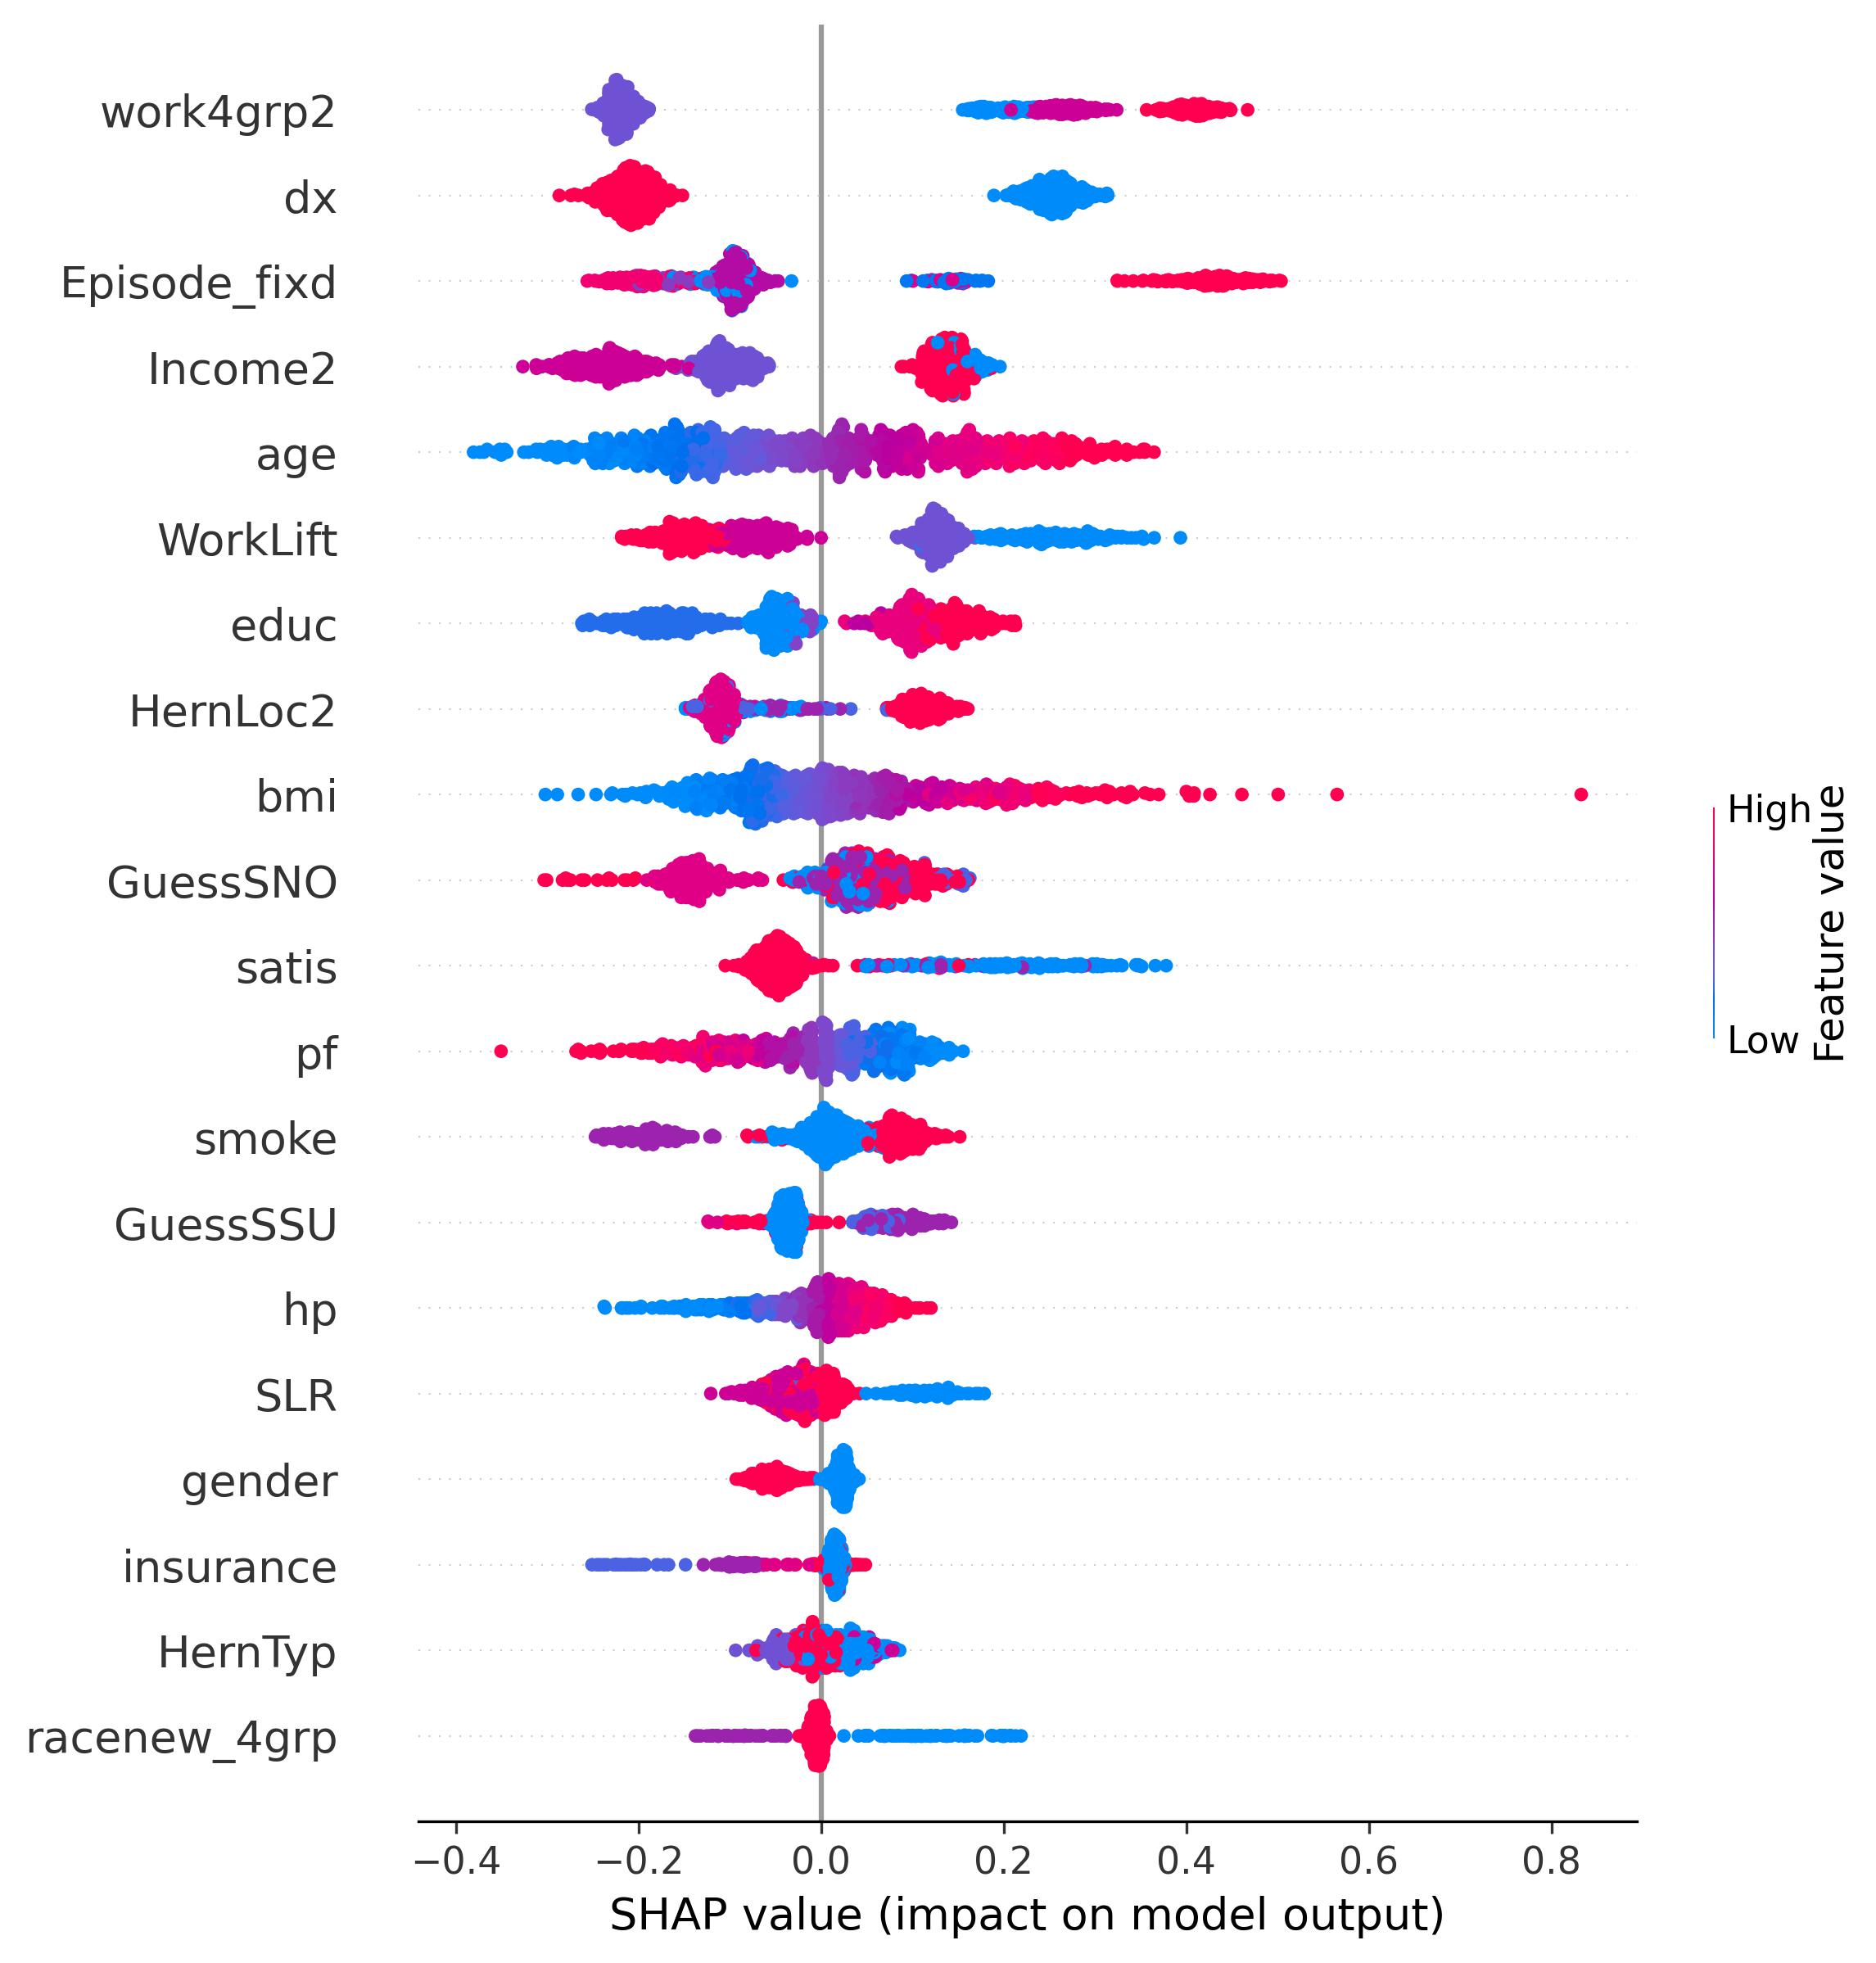 work4grp2
dx
Episode_fixd
Income2
age
WorkLift
educ
HernLoc2
bmi
GuessSNO
satis
pf
smoke
GuessSSU
hp
SLR
gender
insurance
HernTyp
racenew_4grp
−0.4 −0.2 0.0 0.2 0.4 0.6 0.8
SHAP value (impact on model output)
High
Low
Feature value